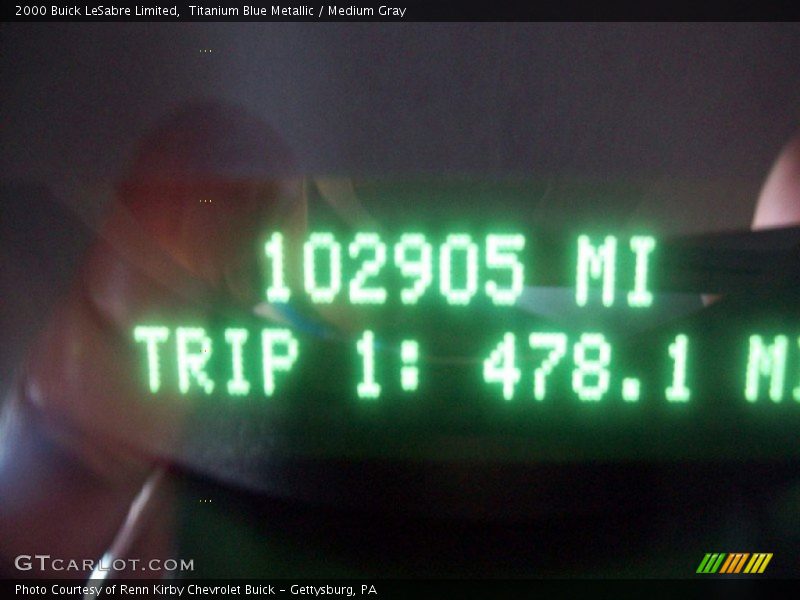 2000 Buick LeSabre Limited,  Titanium Blue Metallic / Medium Gray
102905 MI
TRIP 1: 478.1 MI
GTCARLOT.COM
Photo Courtesy of Renn Kirby Chevrolet Buick - Gettysburg, PA